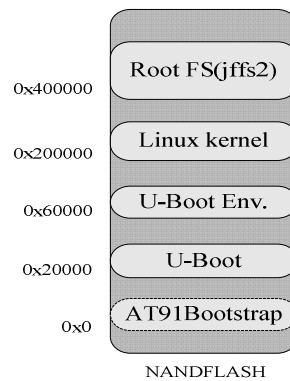 Root FS(jffs2)
0x400000
Linux kernel
0x200000
U-Boot Env.
0x60000
U-Boot
0x20000
AT91Bootstrap
0x0
NANDFLASH